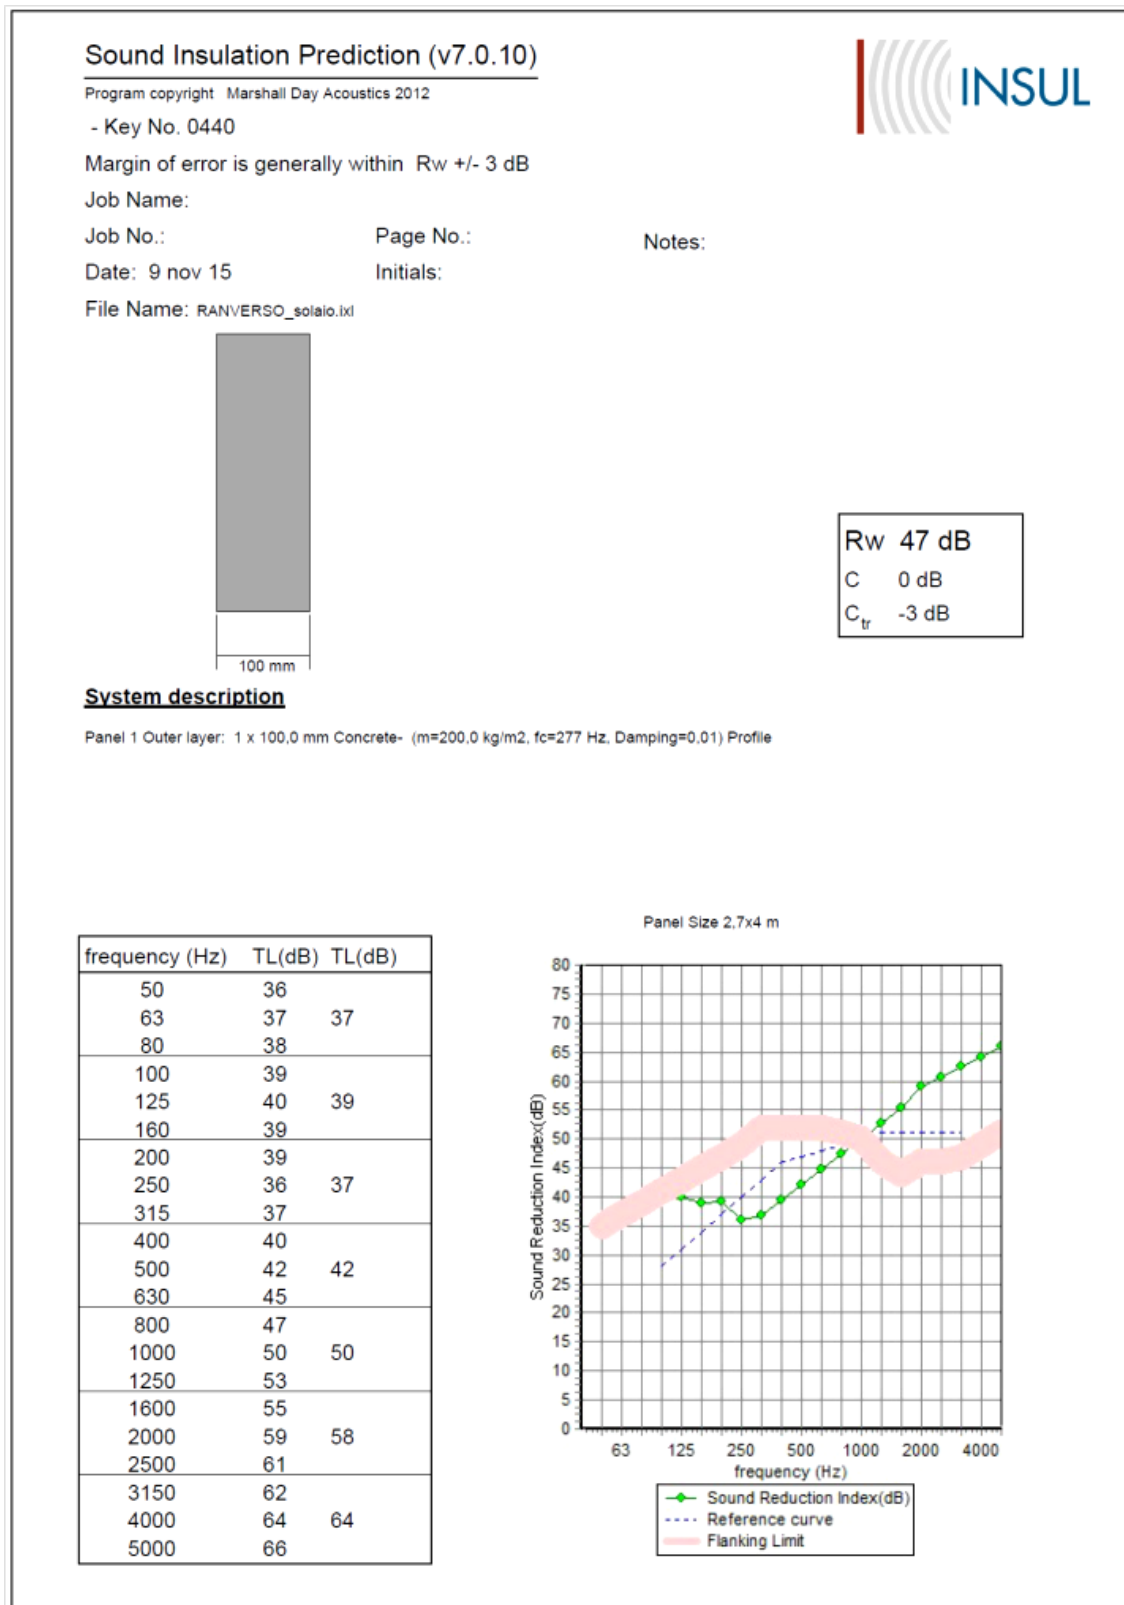 Sound Insulation Prediction (v7.0.10)
INSUL
Program copyright Marshall Day Acoustics 2012
- Key No. 0440
Margin of error is generally within Rw +/- 3 dB
Job Name:
Job No.: Page No.: Notes:
Date: 9 nov 15 Initials:
File Name: RANVERSO_solaio.ixl
Rw 47 dB
C 0 dB
Ctr -3 dB
100 mm
System description
Panel 1 Outer layer: 1 x 100,0 mm Concrete- (m=200,0 kg/m2, fc=277 Hz, Damping=0,01) Profile
frequency (Hz) TL(dB) TL(dB)
50 36
63 37 37
80 38
100 39
125 40 39
160 39
200 39
250 36 37
315 37
400 40
500 42 42
630 45
800 47
1000 50 50
1250 53
1600 55
2000 59 58
2500 61
3150 62
4000 64 64
5000 66
Panel Size 2,7x4 m
Sound Reduction Index(dB)
80
75
70
65
60
55
50
45
40
35
30
25
20
15
10
5
0
63 125 250 500 1000 2000 4000
frequency (Hz)
Sound Reduction Index(dB)
Reference curve
Flanking Limit